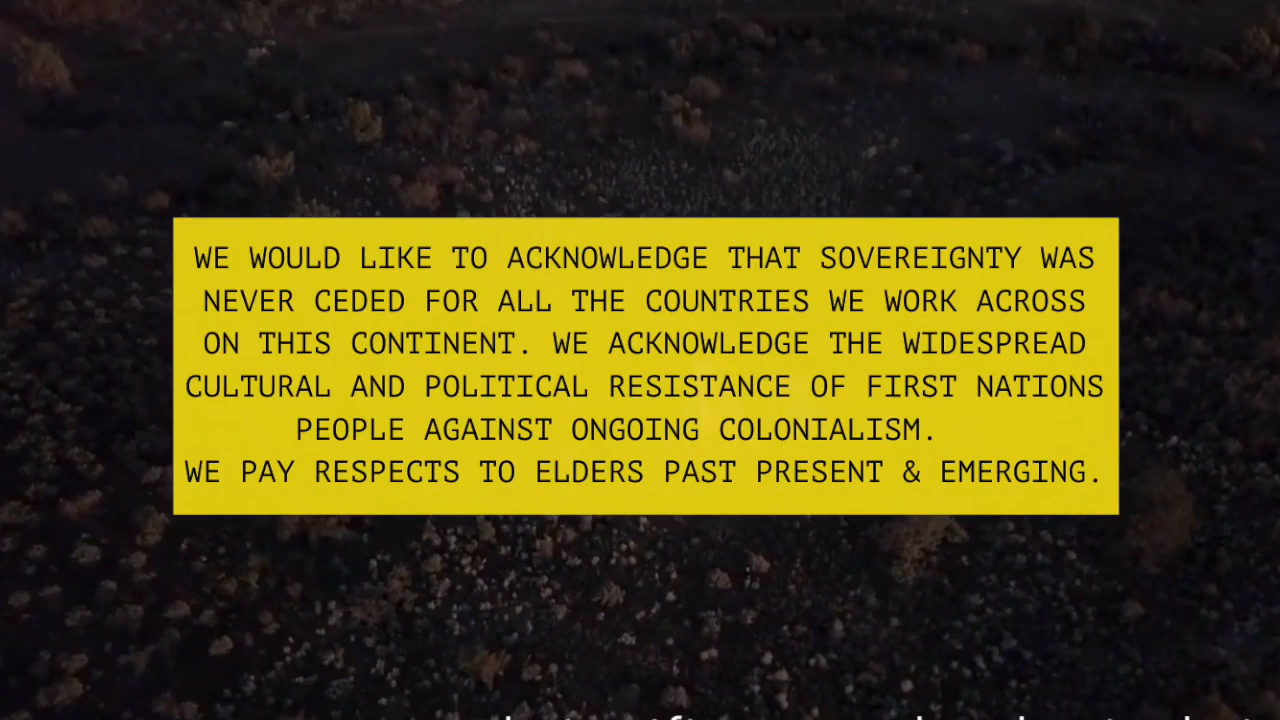 WE WOULD LIKE TO ACKNOWLEDGE THAT SOVEREIGNTY WAS
NEVER CEDED FOR ALL THE COUNTRIES WE WORK ACROSS
ON THIS CONTINENT. WE ACKNOWLEDGE THE WIDESPREAD
CULTURAL AND POLITICAL RESISTANCE OF FIRST NATIONS
PEOPLE AGAINST ONGOING COLONIALISM.
WE PAY RESPECTS TO ELDERS PAST PRESENT & EMERGING.